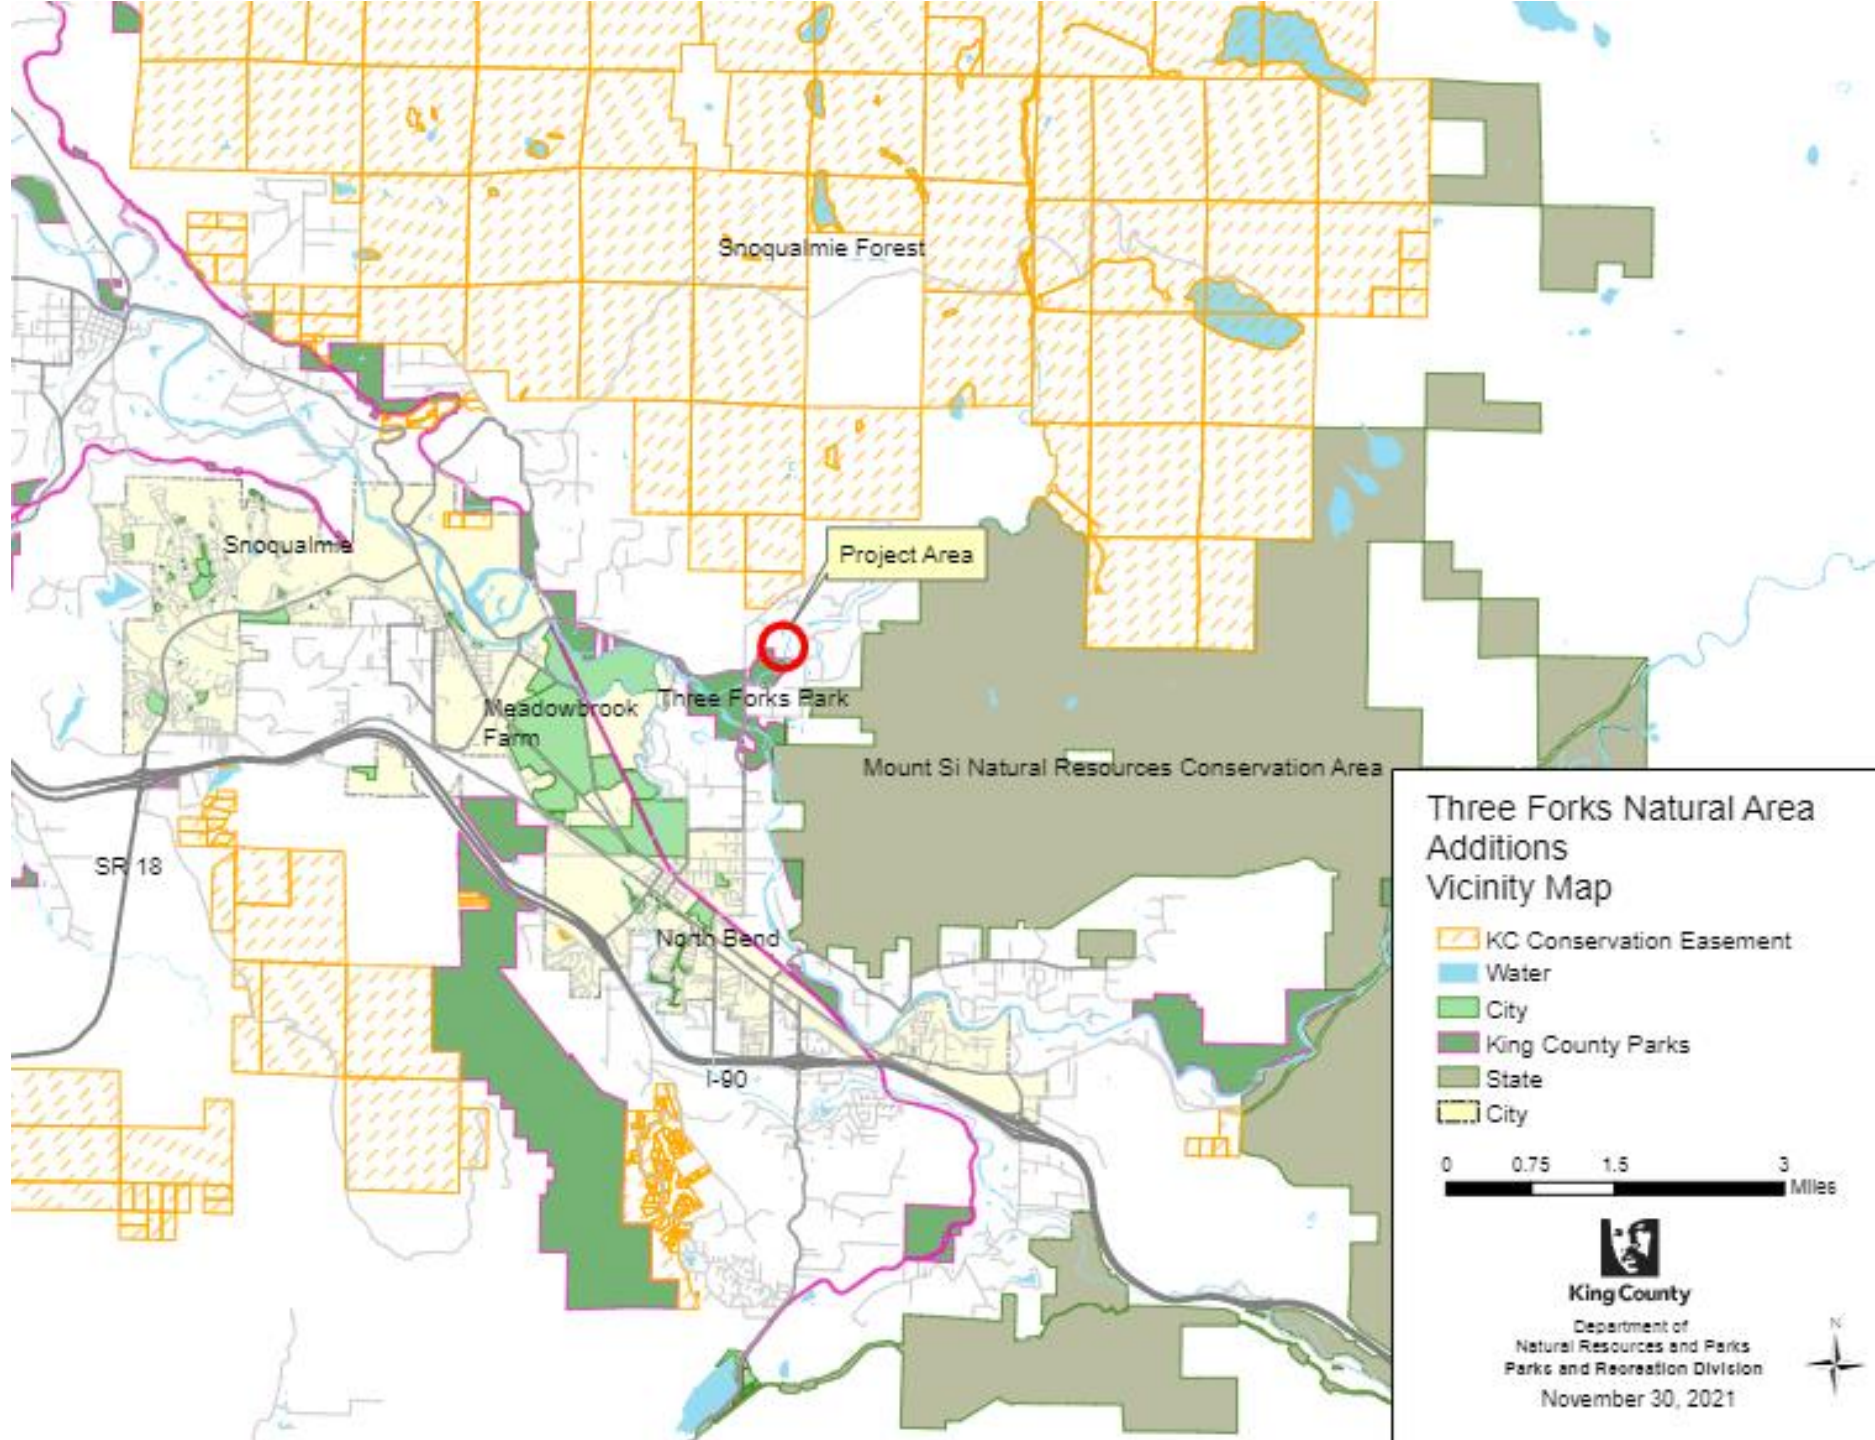 Snoqualmie Forest
Project Area
Snoqualmie
Three Forks Park
Meadowbrook
Farm
Mount Si Natural Resources Conservation Area
SR 18
North Bend
I-90
Three Forks Natural Area
Additions
Vicinity Map
KC Conservation Easement
Water
City
King County Parks
State
City
0 0.75 1.5 3
Miles
King County
Department of
Natural Resources and Parks
Parks and Recreation Division
November 30, 2021
N